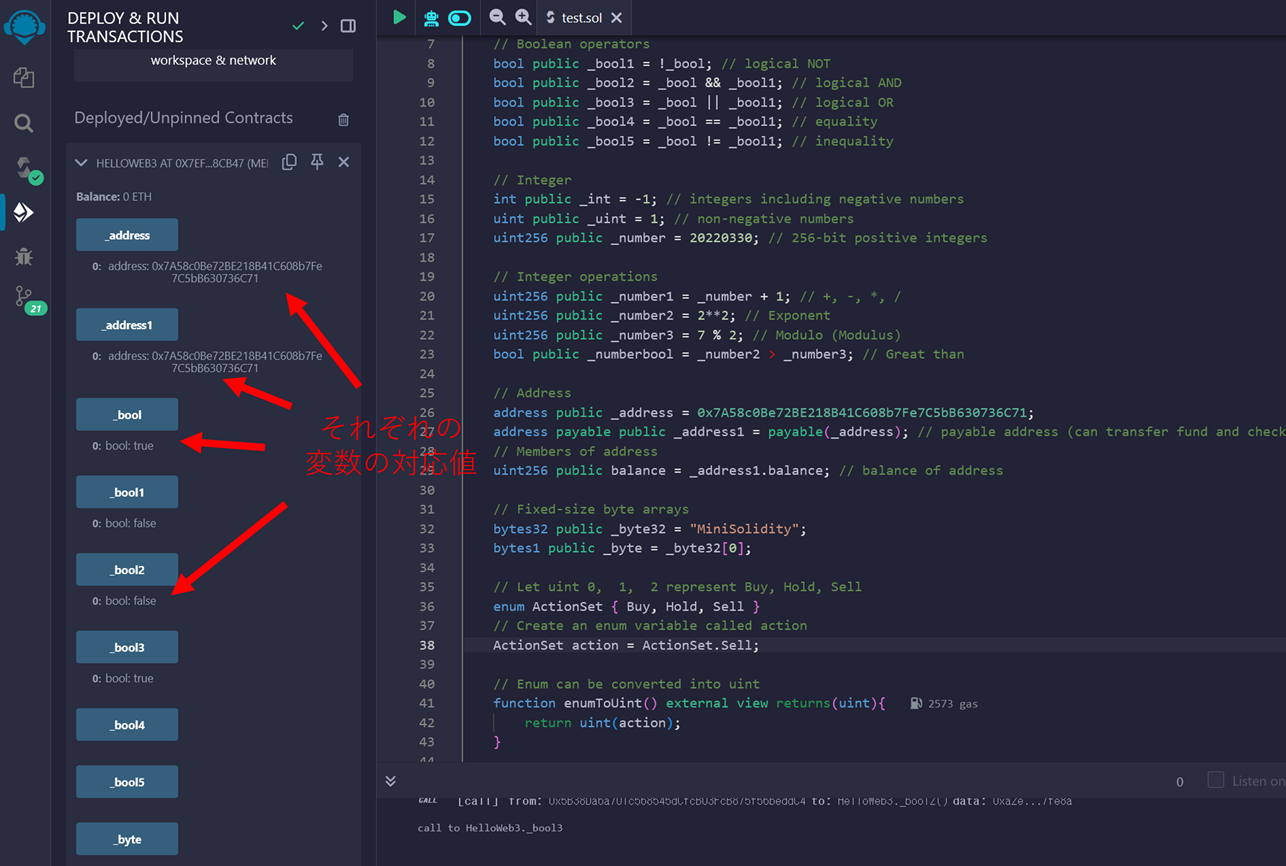 DEPLOY & RUN
TRANSACTIONS
workspace & network
Deployed/Unpinned Contracts
HELLOWEB3 AT 0X7EF...8CB47 (MEI
Balance: 0 ETH
_address
0: address: 0x7A58c0Be72BE218B41C608b7Fe
7C5bB630736C71
_address1
0: address: 0x7A58c0Be72BE218B41C608b7Fe
7C5bB630736C71
_bool
0: bool: true
_bool1
0: bool: false
_bool2
0: bool: false
_bool3
0: bool: true
_bool4
_bool5
_byte
21
それぞれの
変数の対応値
test.sol
7 // Boolean operators
8 bool public _bool1 = !_bool; // logical NOT
9 bool public _bool2 = _bool && _bool1; // logical AND
10 bool public _bool3 = _bool || _bool1; // logical OR
11 bool public _bool4 = _bool == _bool1; // equality
12 bool public _bool5 = _bool != _bool1; // inequality
13
14 // Integer
15 int public _int = -1; // integers including negative numbers
16 uint public _uint = 1; // non-negative numbers
17 uint256 public _number = 20220330; // 256-bit positive integers
18
19 // Integer operations
20 uint256 public _number1 = _number + 1; // +, -, *, /
21 uint256 public _number2 = 2**2; // Exponent
22 uint256 public _number3 = 7 % 2; // Modulo (Modulus)
23 bool public _numberbool = _number2 > _number3; // Great than
24
25 // Address
26 address public _address = 0x7A58c0Be72BE218B41C608b7Fe7C5bB630736C71;
27 address payable public _address1 = payable(_address); // payable address (can transfer fund and check
28 // Members of address
29 uint256 public balance = _address1.balance; // balance of address
30
31 // Fixed-size byte arrays
32 bytes32 public _byte32 = "MiniSolidity";
33 bytes1 public _byte = _byte32[0];
34
35 // Let uint 0,  1,  2 represent Buy, Hold, Sell
36 enum ActionSet { Buy, Hold, Sell }
37 // Create an enum variable called action
38 ActionSet action = ActionSet.Sell;
39
40 // Enum can be converted into uint
41 function enumToUint() external view returns(uint){ 2573 gas
42 return uint(action);
43 }
44
0 Listen on
CALL [call] from: 0x5B38Da6a701c568545dCfcB03FcB875f56beddC4 to: HelloWeb3._bool2() data: 0xa2e...7fe8a
call to HelloWeb3._bool3